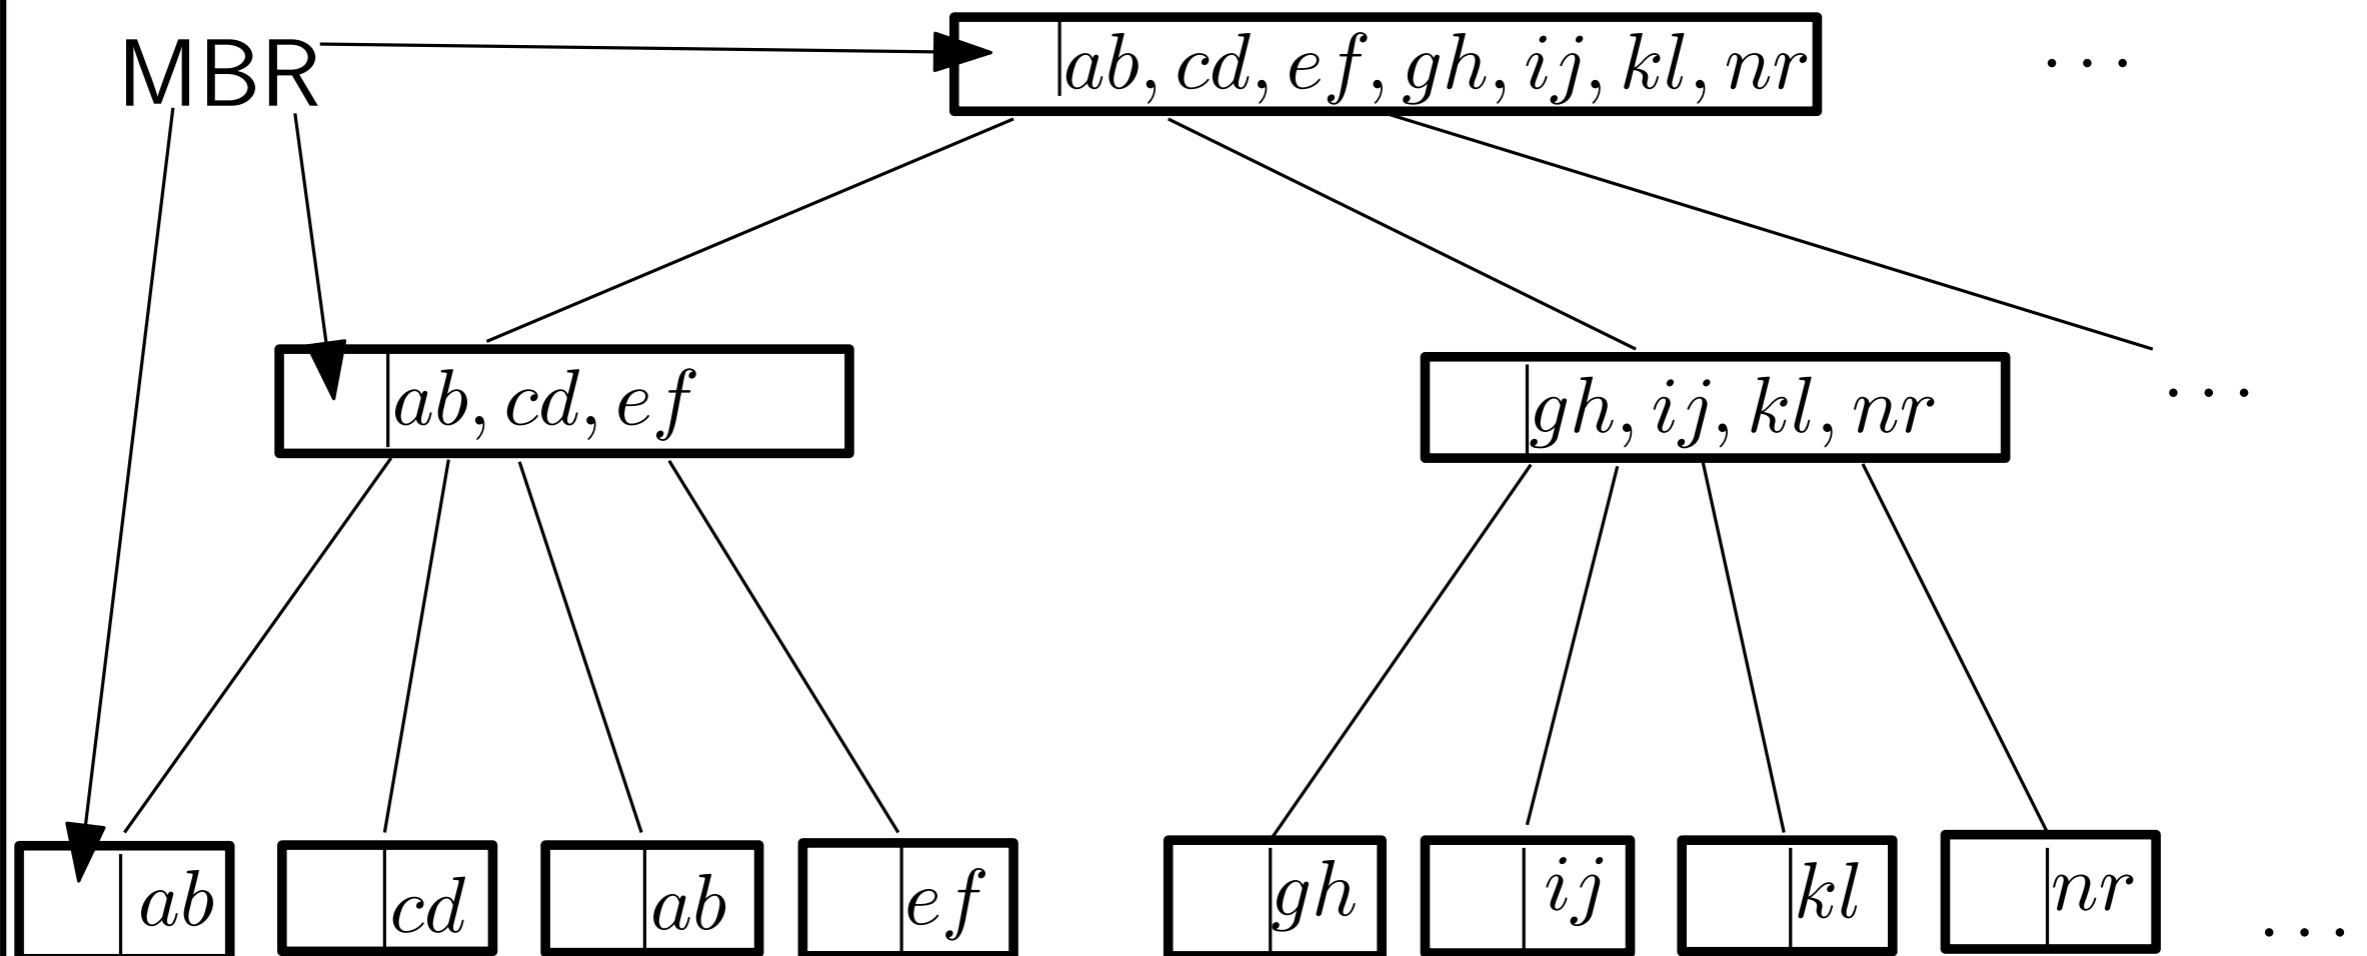 MBR
ab, cd, ef, gh, ij, kl, nr ...
ab, cd, ef
gh, ij, kl, nr ...
ab
cd
ab
ef
gh
ij
kl
nr
...